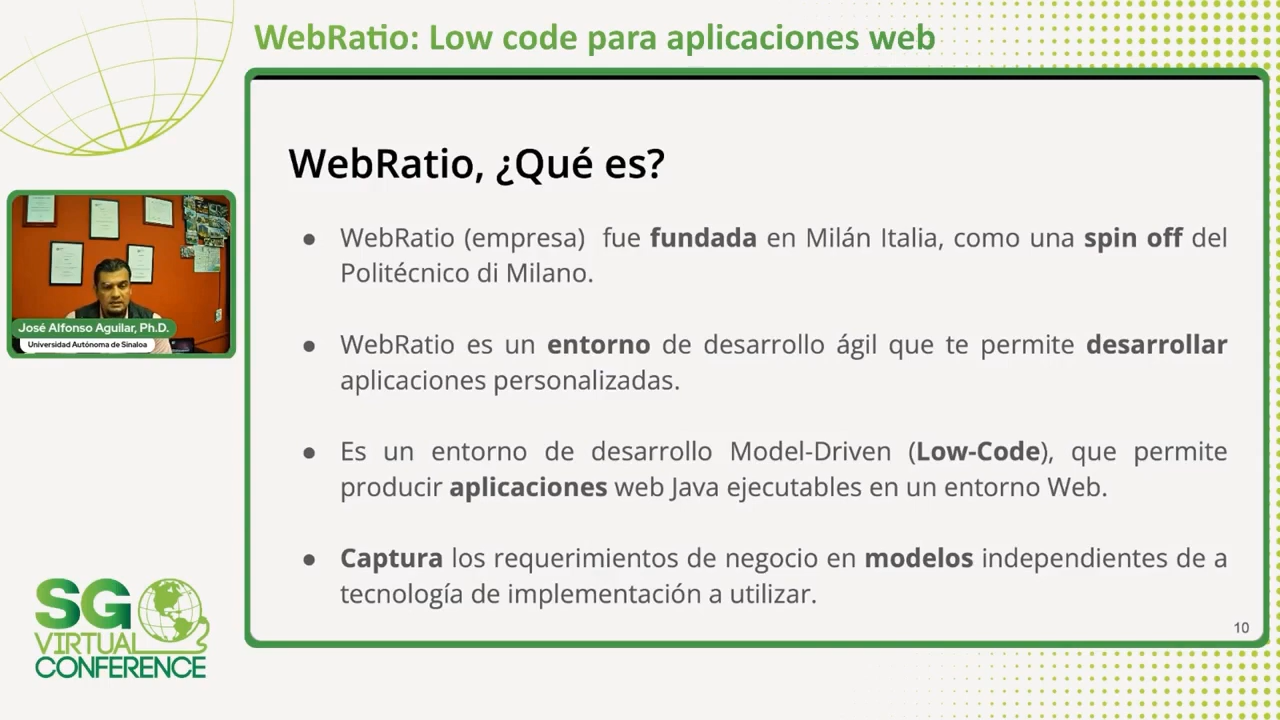 WebRatio: Low code para aplicaciones web
WebRatio, ¿Qué es?
● WebRatio (empresa) fue fundada en Milán Italia, como una spin off del
Politécnico di Milano.
● WebRatio es un entorno de desarrollo ágil que te permite desarrollar
aplicaciones personalizadas.
● Es un entorno de desarrollo Model-Driven (Low-Code), que permite
producir aplicaciones web Java ejecutables en un entorno Web.
● Captura los requerimientos de negocio en modelos independientes de a
tecnología de implementación a utilizar.
10
José Alfonso Aguilar, Ph.D.
Universidad Autónoma de Sinaloa
SG
VIRTUAL
CONFERENCE